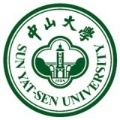 中山大學
SUN YAT-SEN UNIVERSITY